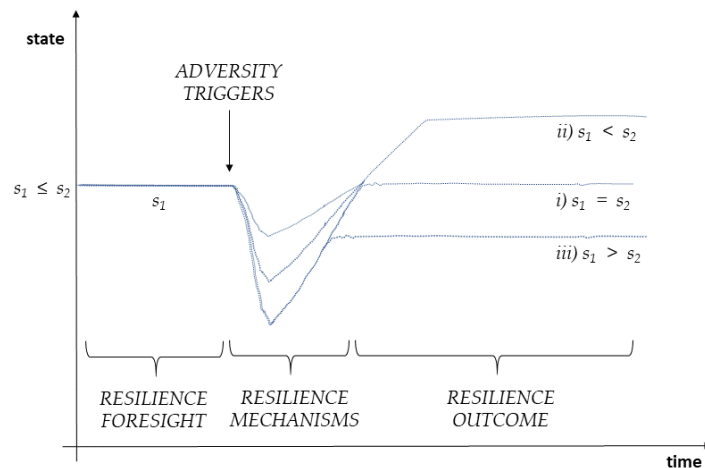 state
ADVERSITY
TRIGGERS
ii) s₁ < s₂
s₁ ≤ s₂
s₁
i) s₁ = s₂
iii) s₁ > s₂
RESILIENCE
FORESIGHT
RESILIENCE
MECHANISMS
RESILIENCE
OUTCOME
time